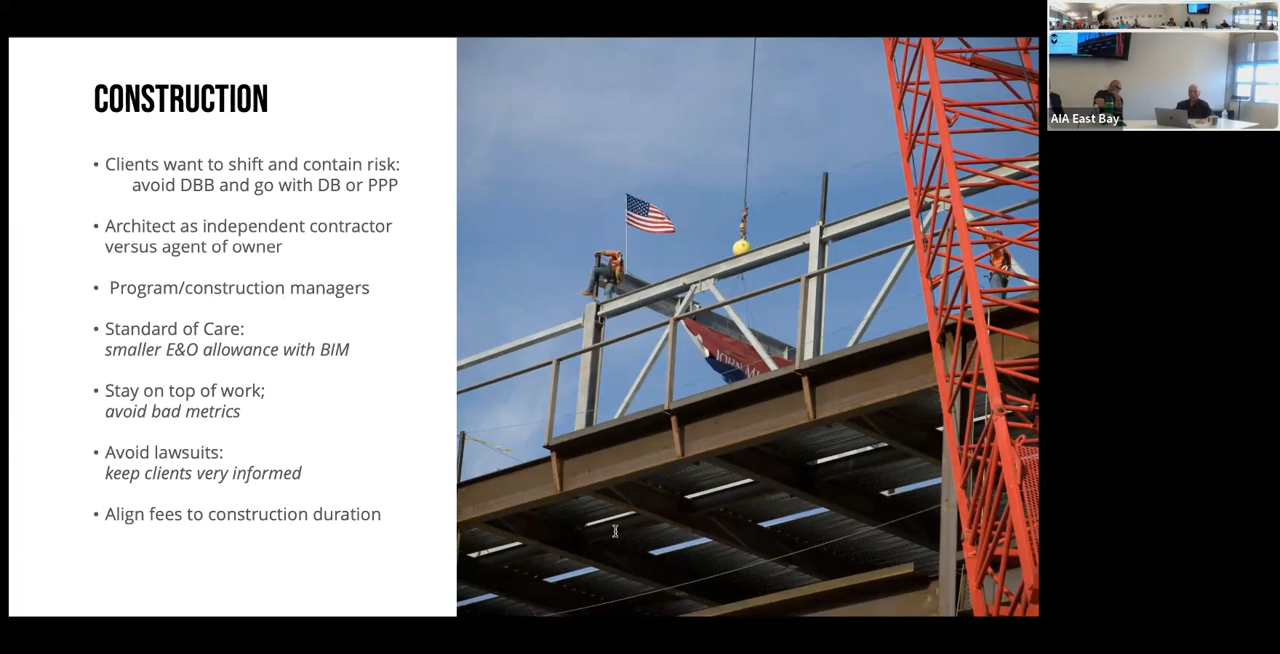 CONSTRUCTION
• Clients want to shift and contain risk:
avoid DBB and go with DB or PPP
• Architect as independent contractor
versus agent of owner
• Program/construction managers
• Standard of Care:
smaller E&O allowance with BIM
• Stay on top of work;
avoid bad metrics
• Avoid lawsuits:
keep clients very informed
• Align fees to construction duration
JOHN
AIA East Bay